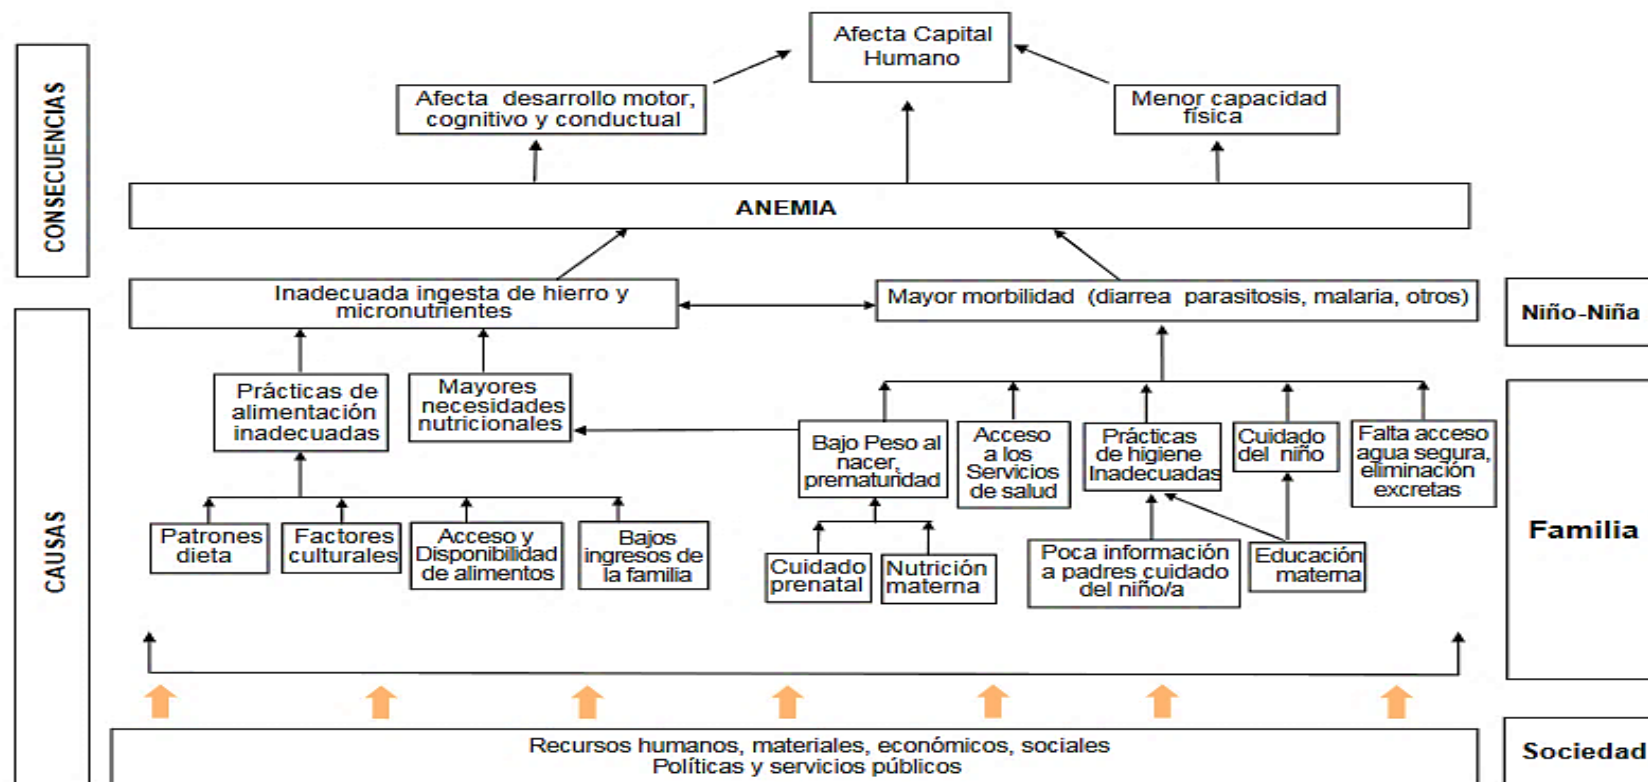 CONSECUENCIAS
Afecta Capital
Humano
Afecta desarrollo motor,
cognitivo y conductual
Menor capacidad
física
ANEMIA
Inadecuada ingesta de hierro y
micronutrientes
Mayor morbilidad (diarrea parasitosis, malaria, otros)
Niño-Niña
CAUSAS
Prácticas de
alimentación
inadecuadas
Mayores
necesidades
nutricionales
Bajo Peso al
nacer,
prematuridad
Acceso
a los
Servicios
de salud
Prácticas
de higiene
Inadecuadas
Cuidado
del niño
Falta acceso
agua segura,
eliminación
excretas
Familia
Patrones
dieta
Factores
culturales
Acceso y
Disponibilidad
de alimentos
Bajos
ingresos de
la familia
Cuidado
prenatal
Nutrición
materna
Poca información
a padres cuidado
del niño/a
Educación
materna
Recursos humanos, materiales, económicos, sociales
Políticas y servicios públicos
Sociedad